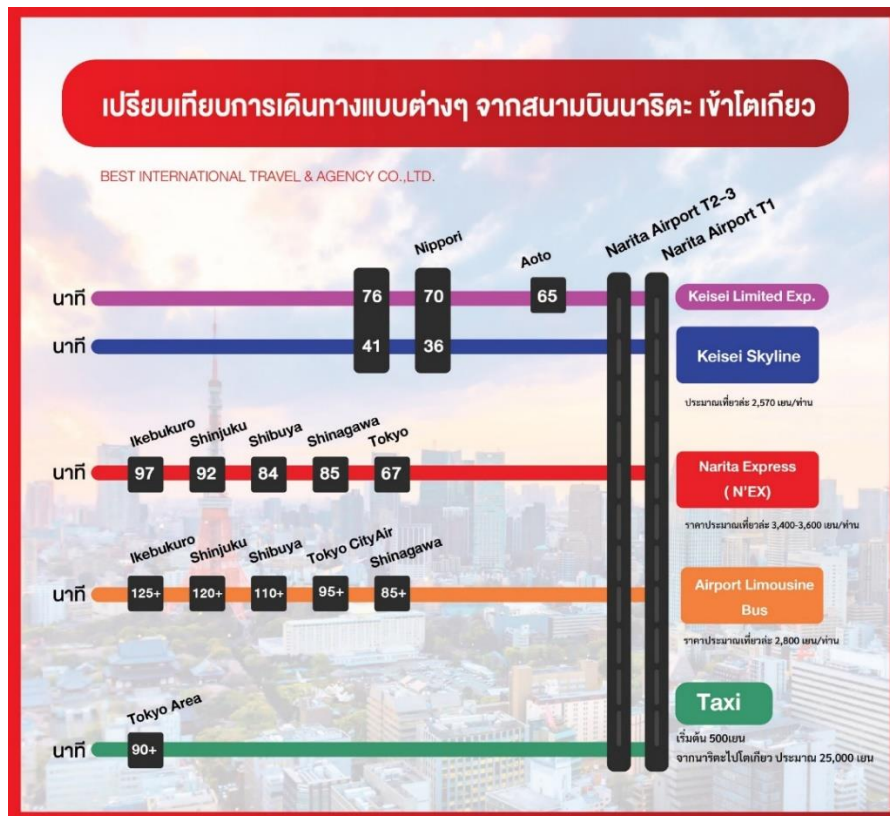 เปรียบเทียบการเดินทางแบบต่างๆ จากสนามบินนาริตะ เข้าโตเกียว
BEST INTERNATIONAL TRAVEL & AGENCY CO.,LTD.
Narita Airport T2-3
Narita Airport T1
Nippori
Aoto
นาที
76
70
65
Keisei Limited Exp.
นาที
41
36
Keisei Skyline
ประมาณเที่ยวล่ะ 2,570 เยน/ท่าน
Ikebukuro
Shinjuku
Shibuya
Shinagawa
Tokyo
นาที
97
92
84
85
67
Narita Express
( N'EX)
ราคาประมาณเที่ยวล่ะ 3,400-3,600 เยน/ท่าน
Ikebukuro
Shinjuku
Shibuya
Tokyo CityAir
Shinagawa
นาที
125+
120+
110+
95+
85+
Airport Limousine
Bus
ราคาประมาณเที่ยวล่ะ 2,800 เยน/ท่าน
Tokyo Area
นาที
90+
Taxi
เริ่มต้น 500เยน
จากนาริตะไปโตเกียว ประมาณ 25,000 เยน